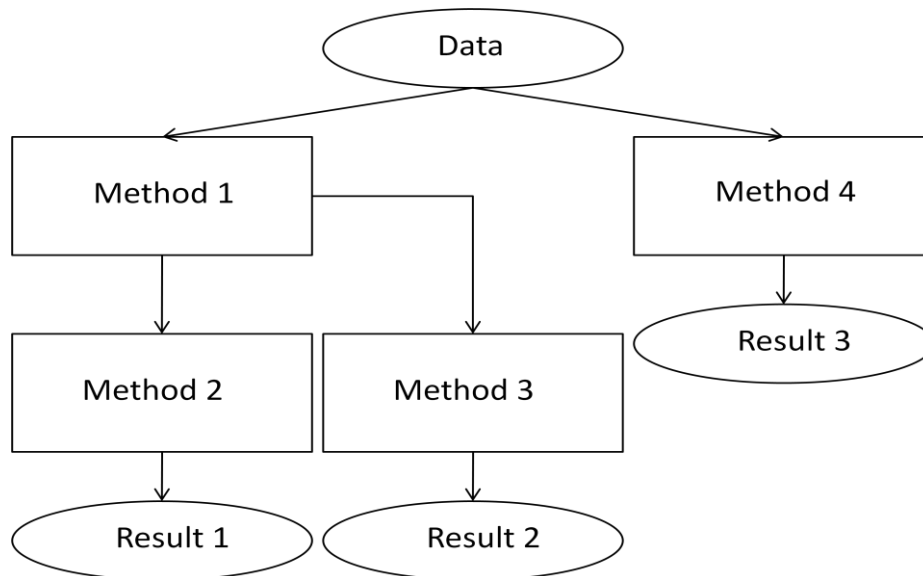 Data
Method 1
Method 4
Method 2
Method 3
Result 3
Result 1
Result 2